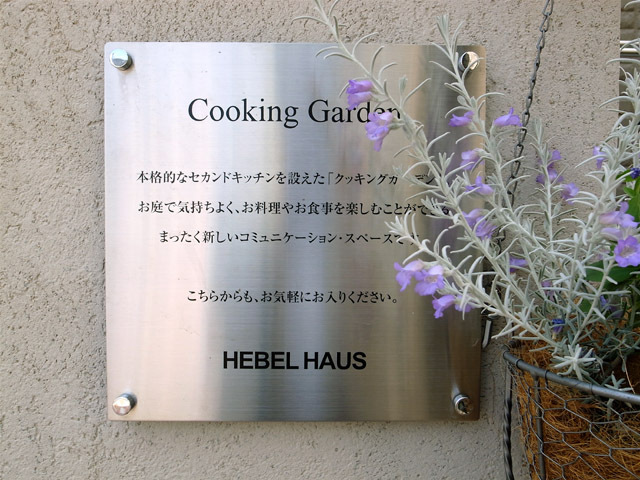 Cooking Garden
本格的なセカンドキッチンを設えた「クッキングガ
お庭で気持ちよく、お料理やお食事を楽しむことがで
まったく新しいコミュニケーション・スペースで
こちらからも、お気軽にお入りください。
HEBEL HAUS